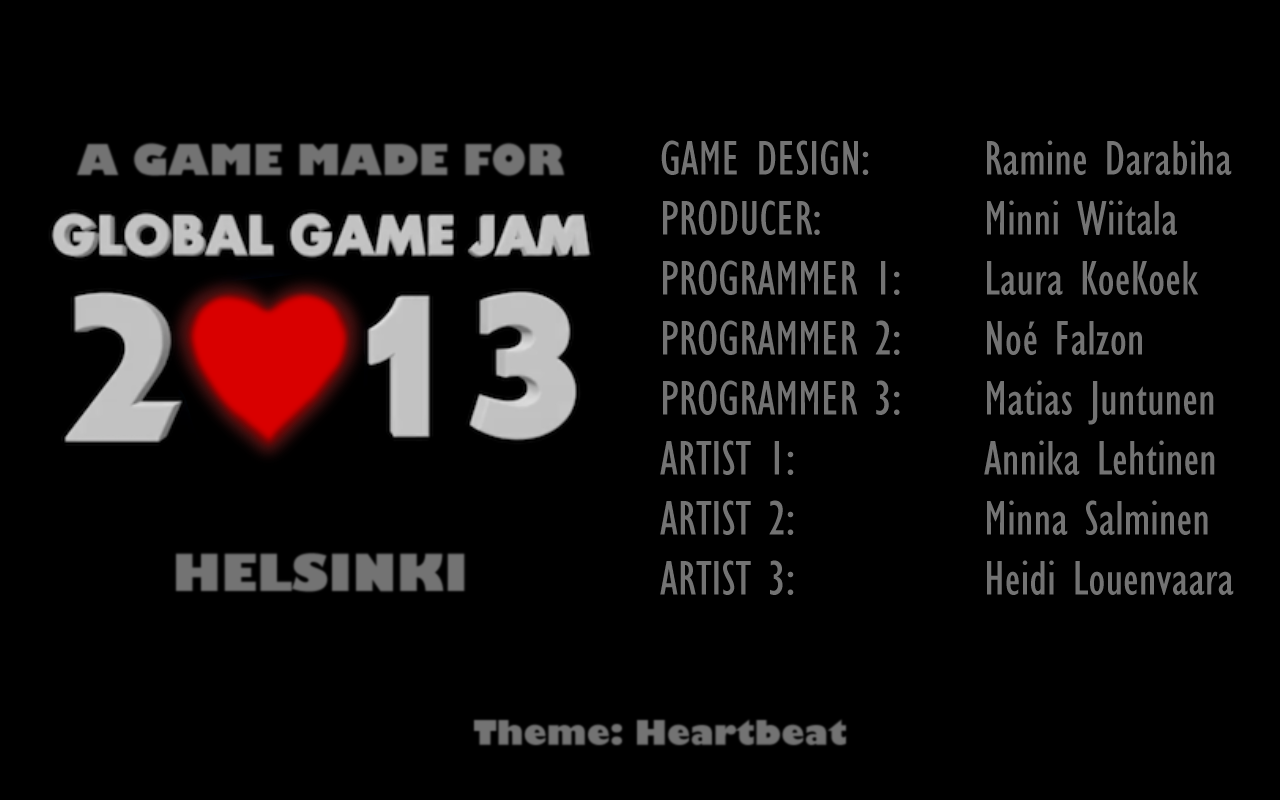 A GAME MADE FOR
GLOBAL GAME JAM
2013
HELSINKI
GAME DESIGN: Ramine Darabiha
PRODUCER: Minni Wiitala
PROGRAMMER 1: Laura KoeKoek
PROGRAMMER 2: Noé Falzon
PROGRAMMER 3: Matias Juntunen
ARTIST 1: Annika Lehtinen
ARTIST 2: Minna Salminen
ARTIST 3: Heidi Louenvaara
Theme: Heartbeat